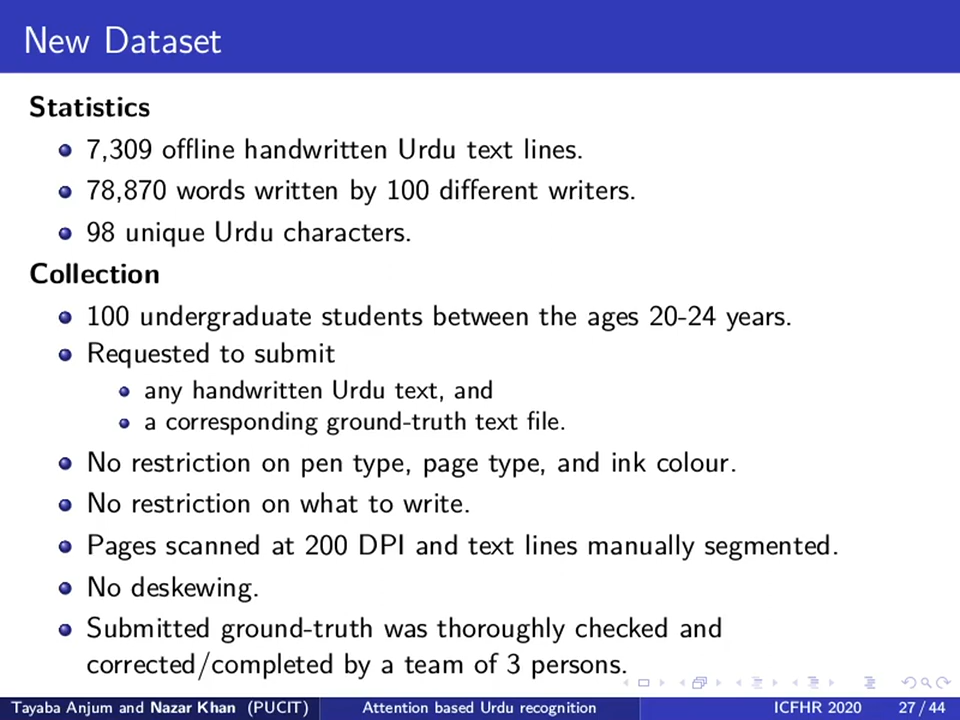 New Dataset
Statistics
7,309 offline handwritten Urdu text lines.
78,870 words written by 100 different writers.
98 unique Urdu characters.
Collection
100 undergraduate students between the ages 20-24 years.
Requested to submit
any handwritten Urdu text, and
a corresponding ground-truth text file.
No restriction on pen type, page type, and ink colour.
No restriction on what to write.
Pages scanned at 200 DPI and text lines manually segmented.
No deskewing.
Submitted ground-truth was thoroughly checked and
corrected/completed by a team of 3 persons.
Tayaba Anjum and Nazar Khan (PUCIT) Attention based Urdu recognition ICFHR 2020 27 / 44